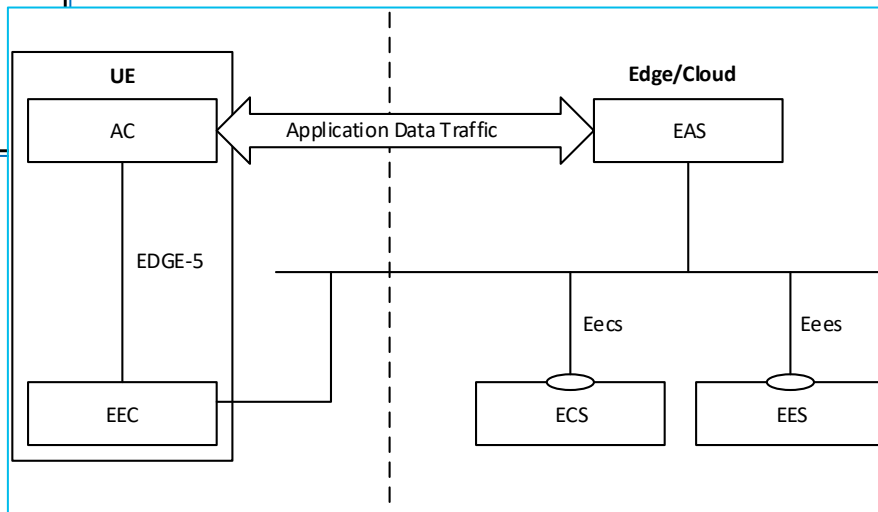 UE
Edge/Cloud
AC
Application Data Traffic
EAS
EDGE-5
Eecs
Eees
EEC
ECS
EES